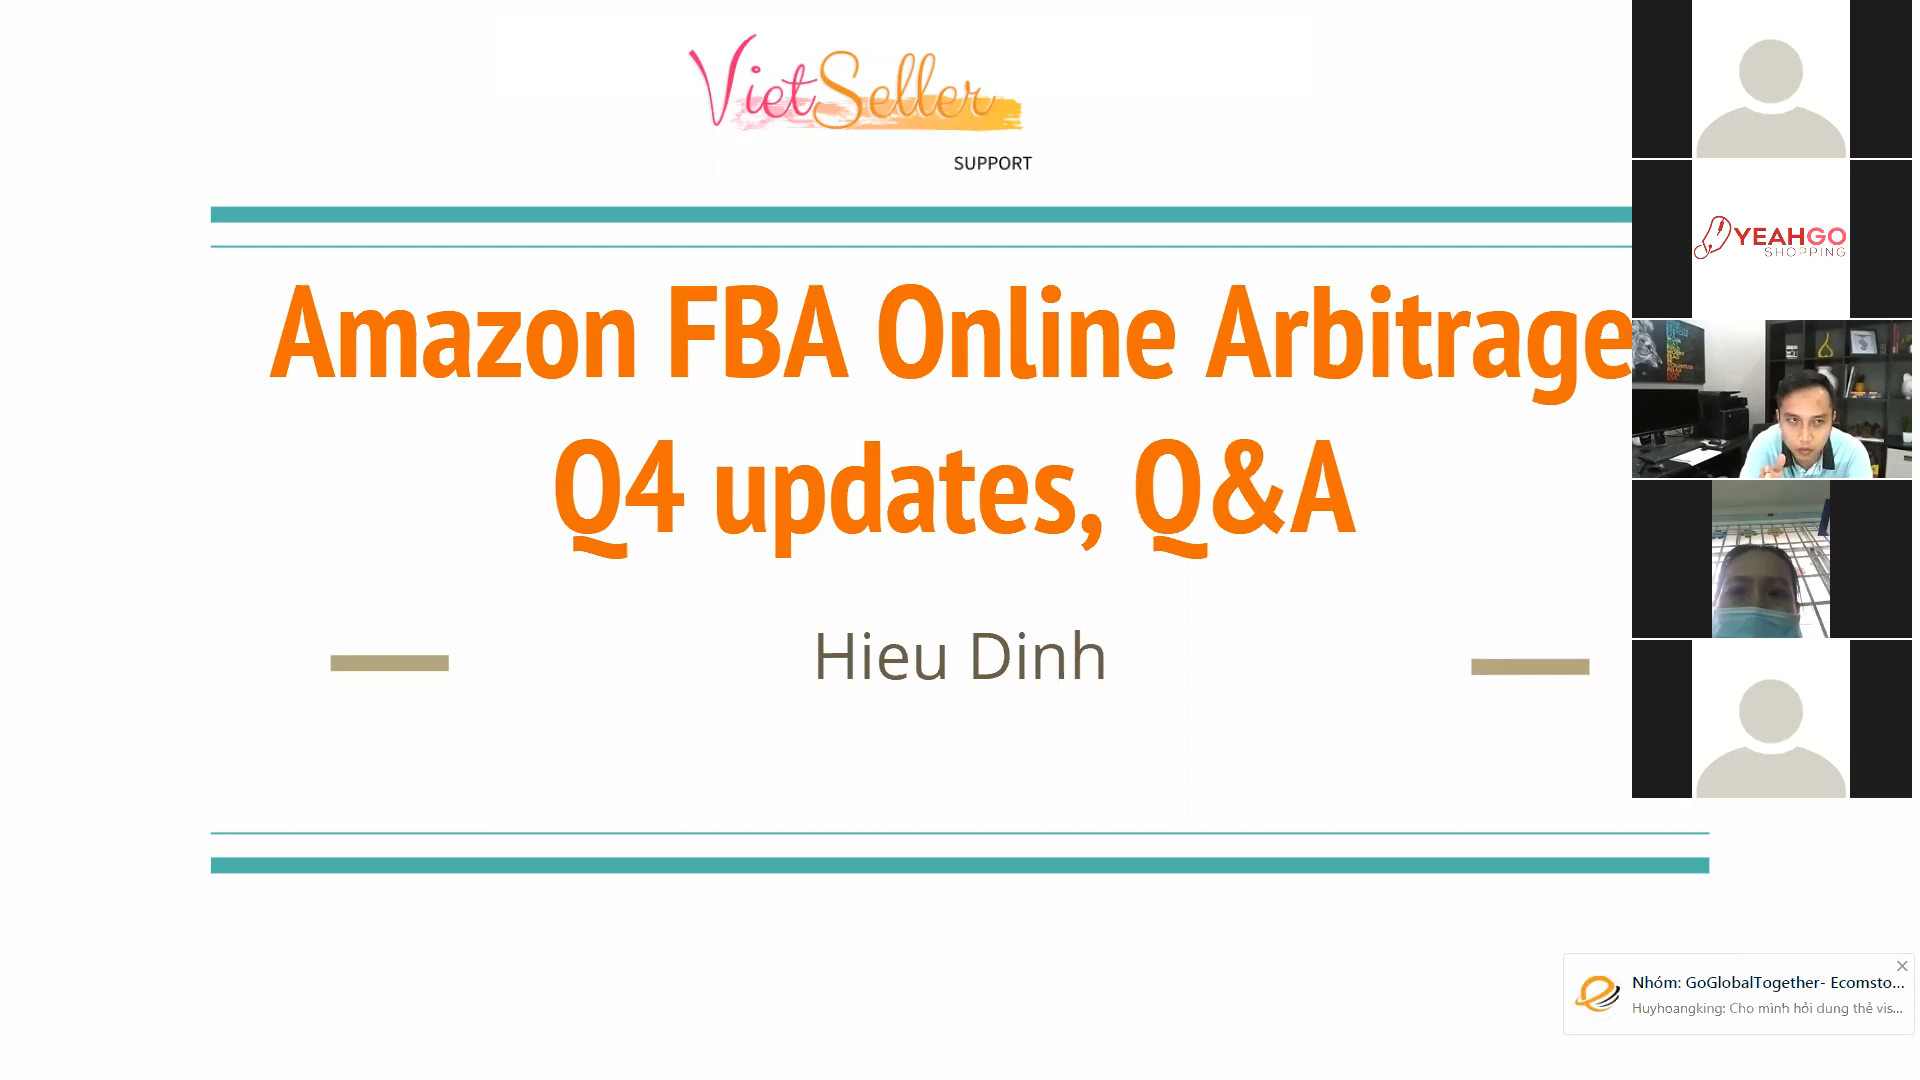 VietSeller
SUPPORT
Amazon FBA Online Arbitrage
Q4 updates, Q&A
Hieu Dinh
YEAHGO
SHOPPING
Nhóm: GoGlobalTogether- Ecomsto...
Huyhoangking: Cho mình hỏi dung thẻ vis...